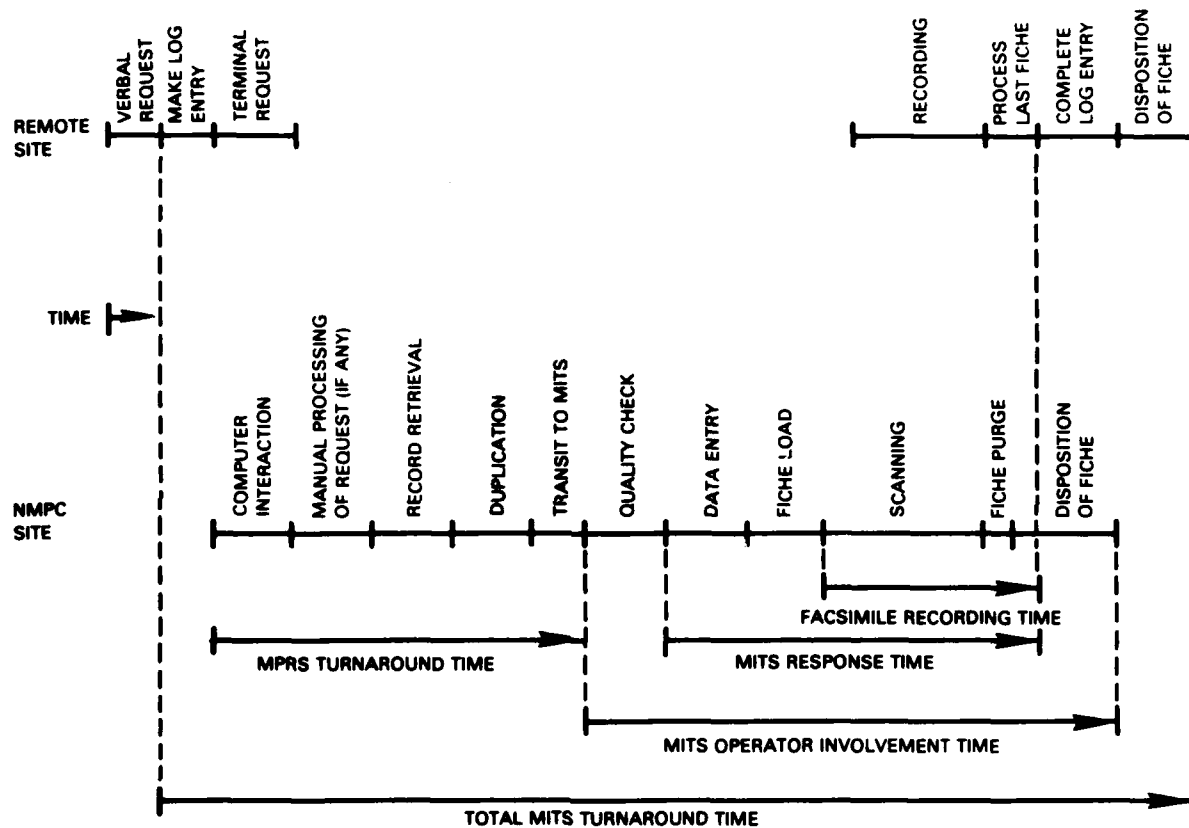 VERBAL
REQUEST
MAKE LOG
ENTRY
TERMINAL
REQUEST
RECORDING
PROCESS
LAST FICHE
COMPLETE
LOG ENTRY
DISPOSITION
OF FICHE
REMOTE
SITE
TIME
COMPUTER
INTERACTION
MANUAL PROCESSING
OF REQUEST (IF ANY)
RECORD RETRIEVAL
DUPLICATION
TRANSIT TO MITS
QUALITY CHECK
DATA ENTRY
FICHE LOAD
SCANNING
FICHE PURGE
DISPOSITION
OF FICHE
NMPC
SITE
FACSIMILE RECORDING TIME
MPRS TURNAROUND TIME
MITS RESPONSE TIME
MITS OPERATOR INVOLVEMENT TIME
TOTAL MITS TURNAROUND TIME